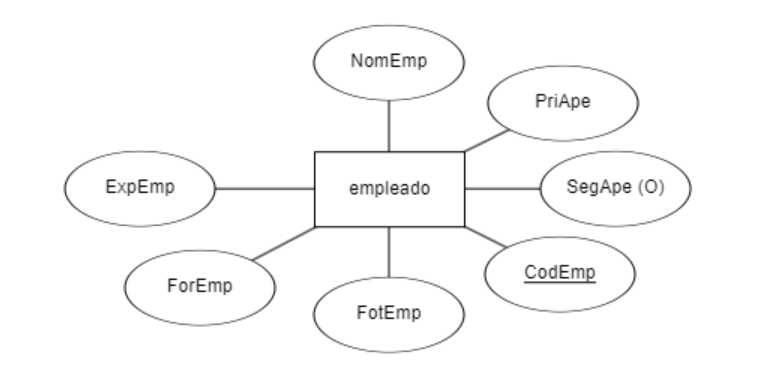 NomEmp
PriApe
ExpEmp
empleado
SegApe (O)
CodEmp
ForEmp
FotEmp